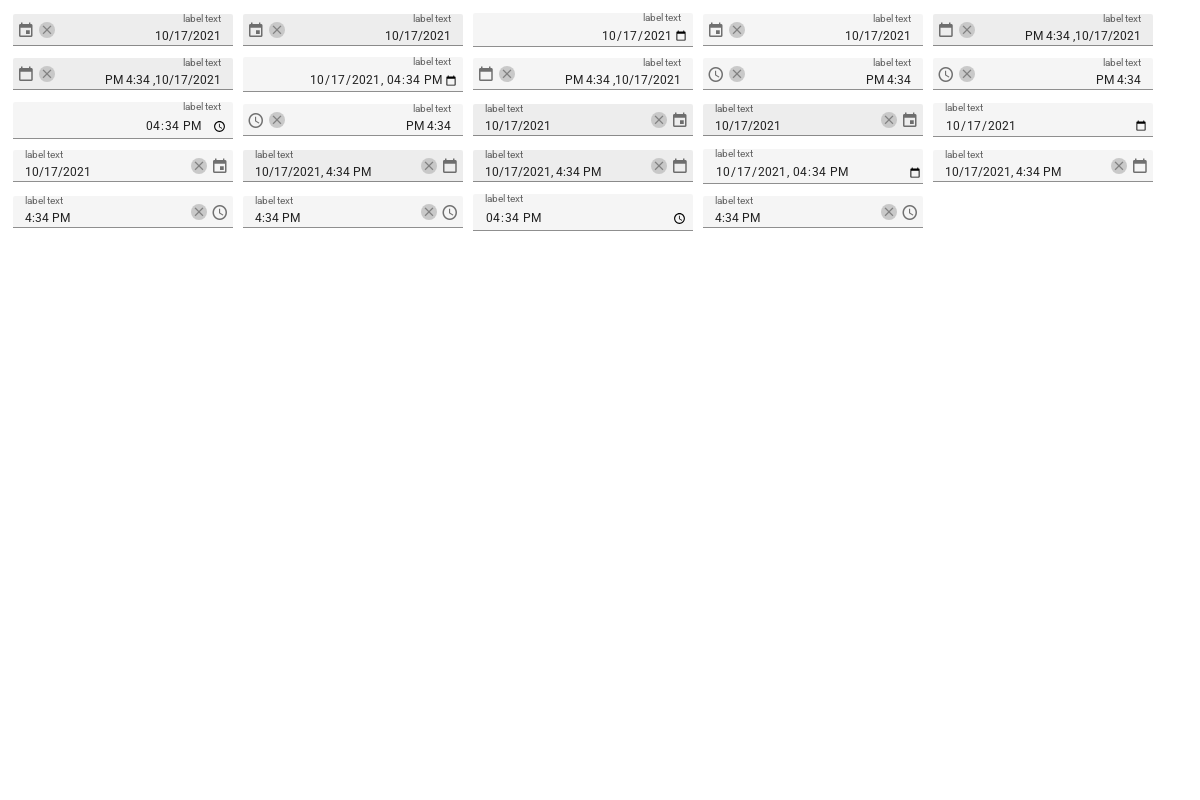 label text
10/17/2021
label text
10/17/2021
label text
10/17/2021
label text
10/17/2021
label text
PM 4:34 ,10/17/2021
label text
PM 4:34 ,10/17/2021
label text
10/17/2021, 04:34 PM
label text
PM 4:34 ,10/17/2021
label text
PM 4:34
label text
PM 4:34
label text
04:34 PM
label text
PM 4:34
label text
10/17/2021
label text
10/17/2021
label text
10/17/2021
label text
10/17/2021
label text
10/17/2021, 4:34 PM
label text
10/17/2021, 4:34 PM
label text
10/17/2021, 04:34 PM
label text
10/17/2021, 4:34 PM
label text
4:34 PM
label text
4:34 PM
label text
04:34 PM
label text
4:34 PM